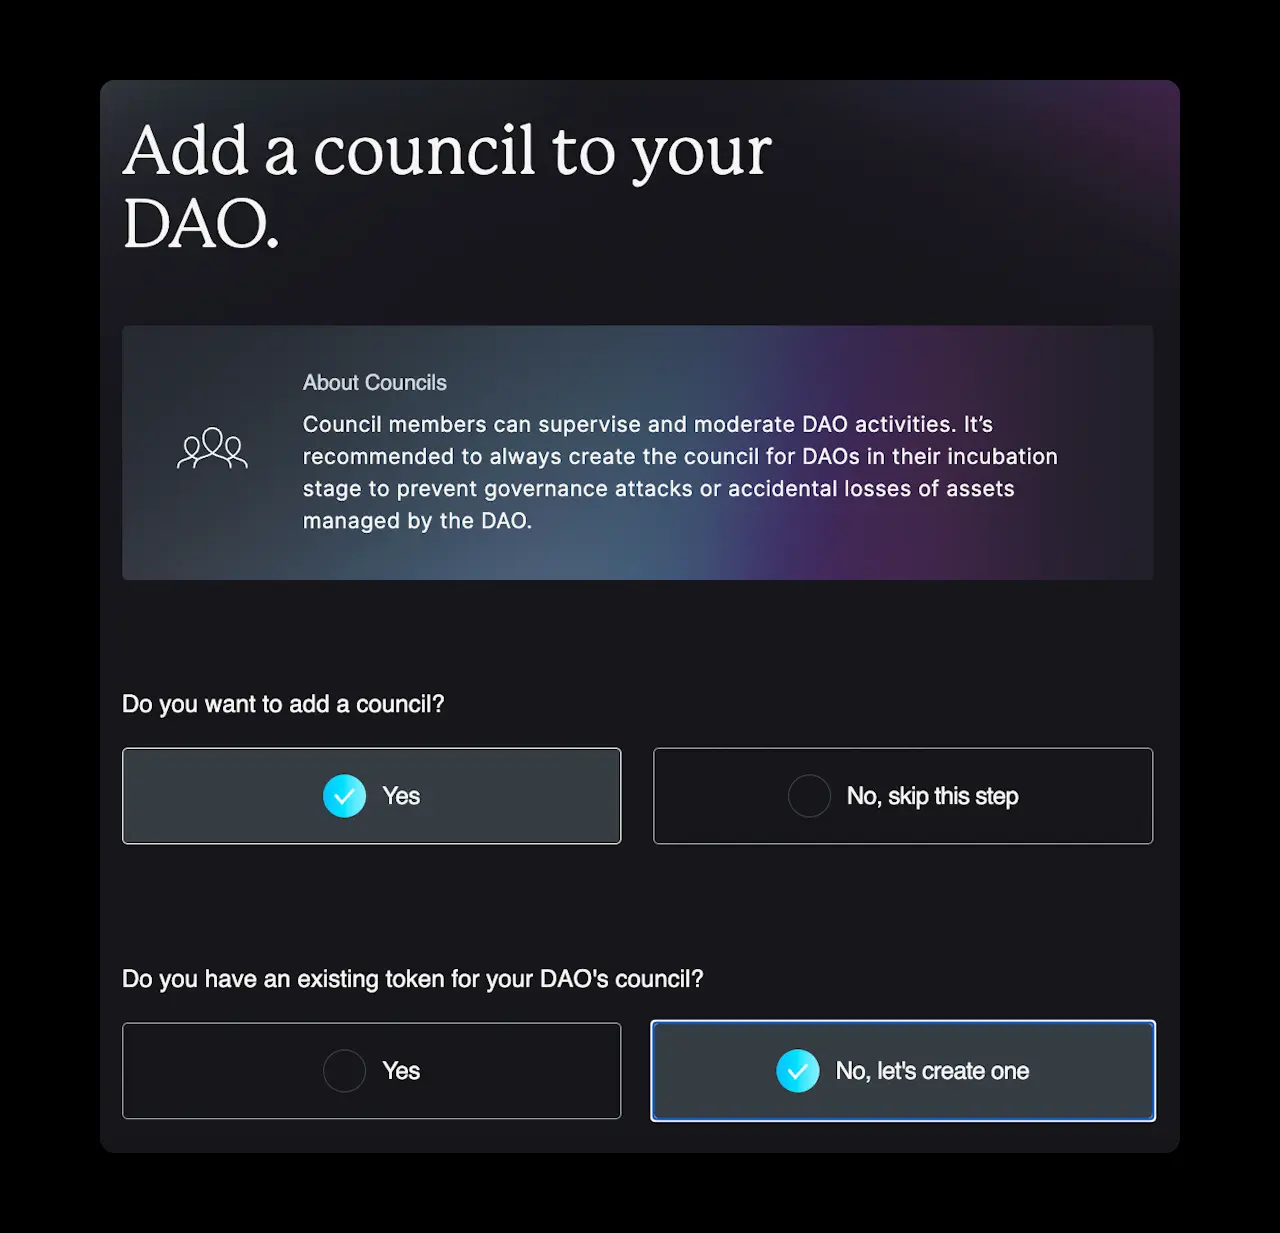 Add a council to your
DAO.
About Councils
Council members can supervise and moderate DAO activities. It’s
recommended to always create the council for DAOs in their incubation
stage to prevent governance attacks or accidental losses of assets
managed by the DAO.
Do you want to add a council?
Yes
No, skip this step
Do you have an existing token for your DAO's council?
Yes
No, let's create one